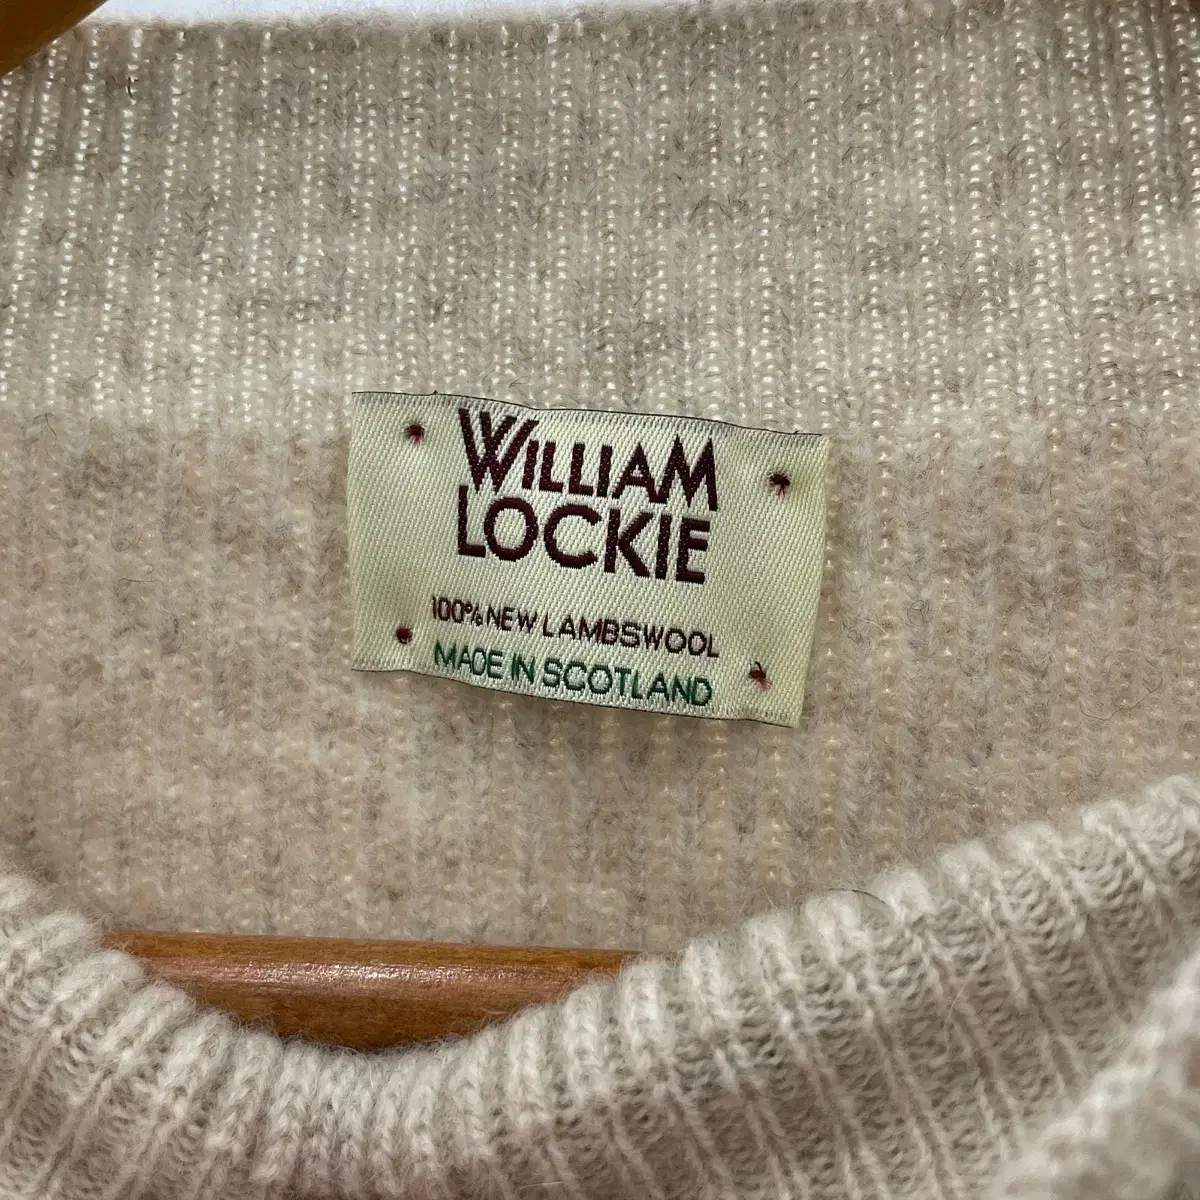 WILLIAM
LOCKIE
100% NEW LAMBSWOOL
MADE IN SCOTLAND